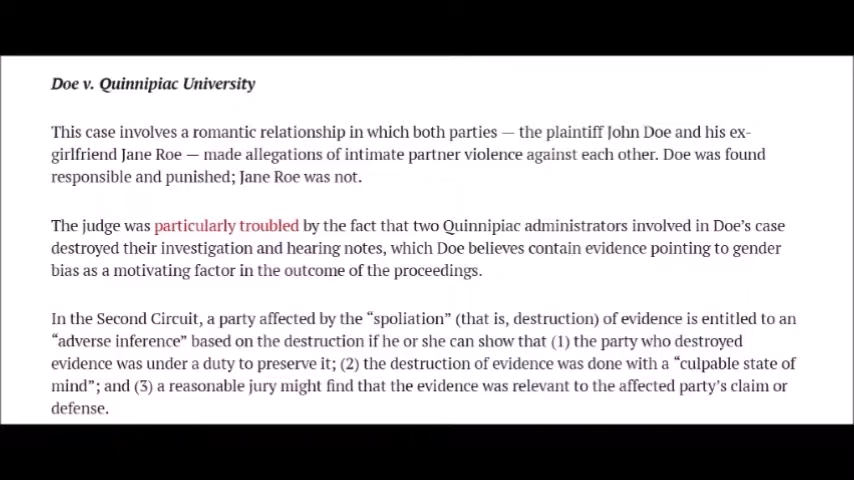 Doe v. Quinnipiac University
This case involves a romantic relationship in which both parties — the plaintiff John Doe and his ex-
girlfriend Jane Roe — made allegations of intimate partner violence against each other. Doe was found
responsible and punished; Jane Roe was not.
The judge was particularly troubled by the fact that two Quinnipiac administrators involved in Doe's case
destroyed their investigation and hearing notes, which Doe believes contain evidence pointing to gender
bias as a motivating factor in the outcome of the proceedings.
In the Second Circuit, a party affected by the “spoliation” (that is, destruction) of evidence is entitled to an
“adverse inference” based on the destruction if he or she can show that (1) the party who destroyed
evidence was under a duty to preserve it; (2) the destruction of evidence was done with a “culpable state of
mind”; and (3) a reasonable jury might find that the evidence was relevant to the affected party's claim or
defense.